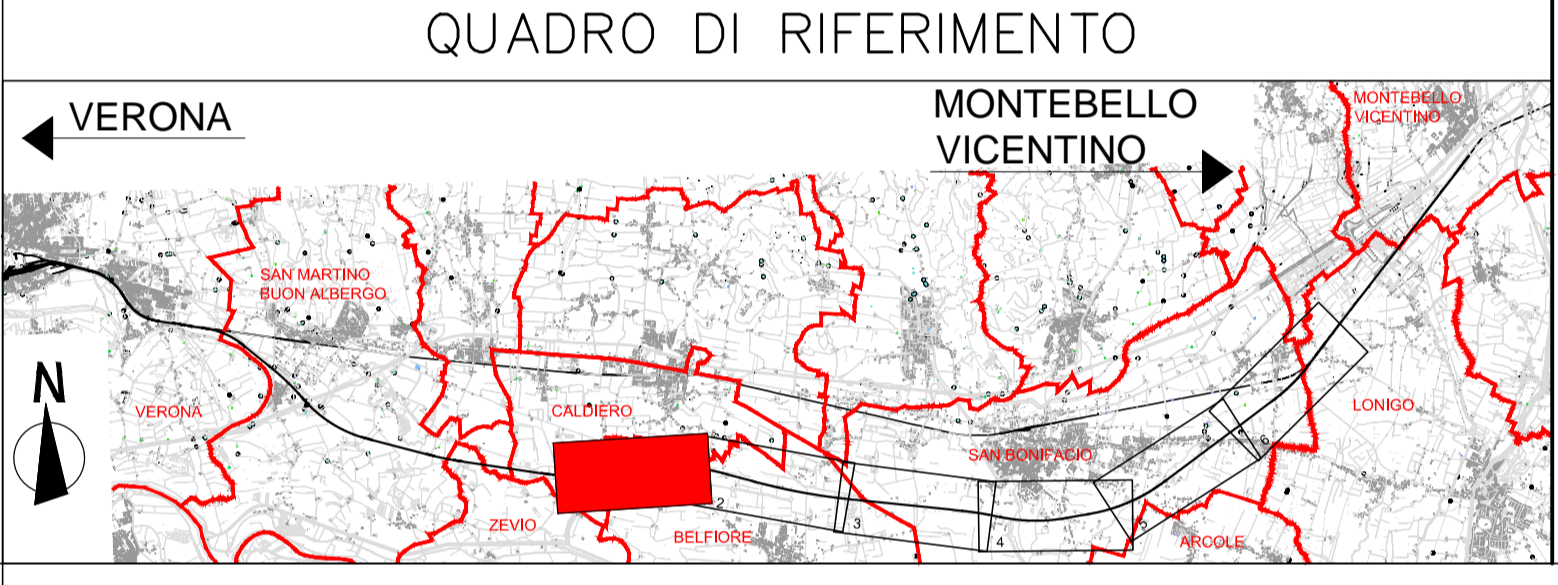 QUADRO DI RIFERIMENTO
VERONA
MONTEBELLO
VICENTINO
MONTEBELLO
VICENTINO
SAN MARTINO
BUON ALBERGO
N
VERONA
CALDIERO
LONIGO
SAN BONIFACIO
6
2
3
5
ZEVIO
BELFIORE
4
ARCOLE